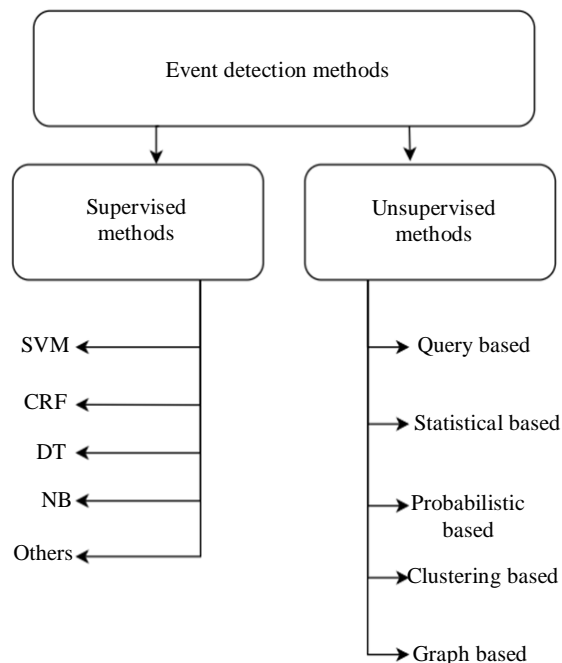 Event detection methods
Supervised
methods
SVM
CRF
DT
NB
Others
Unsupervised
methods
Query based
Statistical based
Probabilistic
based
Clustering based
Graph based